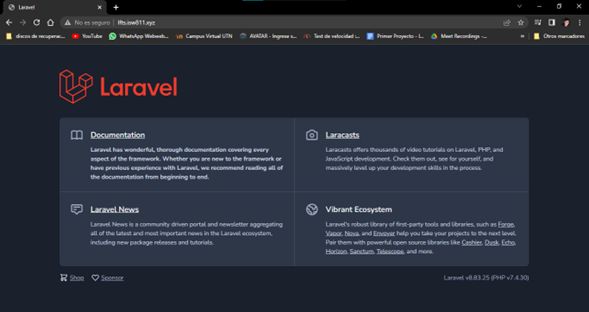 Laravel
No es seguro | lfts.isw811.xyz
discos de recuperac...
YouTube
WhatsApp Webweb...
Campus Virtual UTN
AVATAR - Ingrese s...
Test de velocidad :...
Primer Proyecto - I...
Meet Recordings -...
»
Otros marcadores
Laravel
Documentation
Laravel has wonderful, thorough documentation covering every
aspect of the framework. Whether you are new to the framework or
have previous experience with Laravel, we recommend reading all of
the documentation from beginning to end.
Laracasts
Laracasts offers thousands of video tutorials on Laravel, PHP, and
JavaScript development. Check them out, see for yourself, and
massively level up your development skills in the process.
Laravel News
Laravel News is a community driven portal and newsletter aggregating
all of the latest and most important news in the Laravel ecosystem,
including new package releases and tutorials.
Vibrant Ecosystem
Laravel's robust library of first-party tools and libraries, such as Forge,
Vapor, Nova, and Envoyer help you take your projects to the next level.
Pair them with powerful open source libraries like Cashier, Dusk, Echo,
Horizon, Sanctum, Telescope, and more.
Shop
Sponsor
Laravel v8.83.25 (PHP v7.4.30)